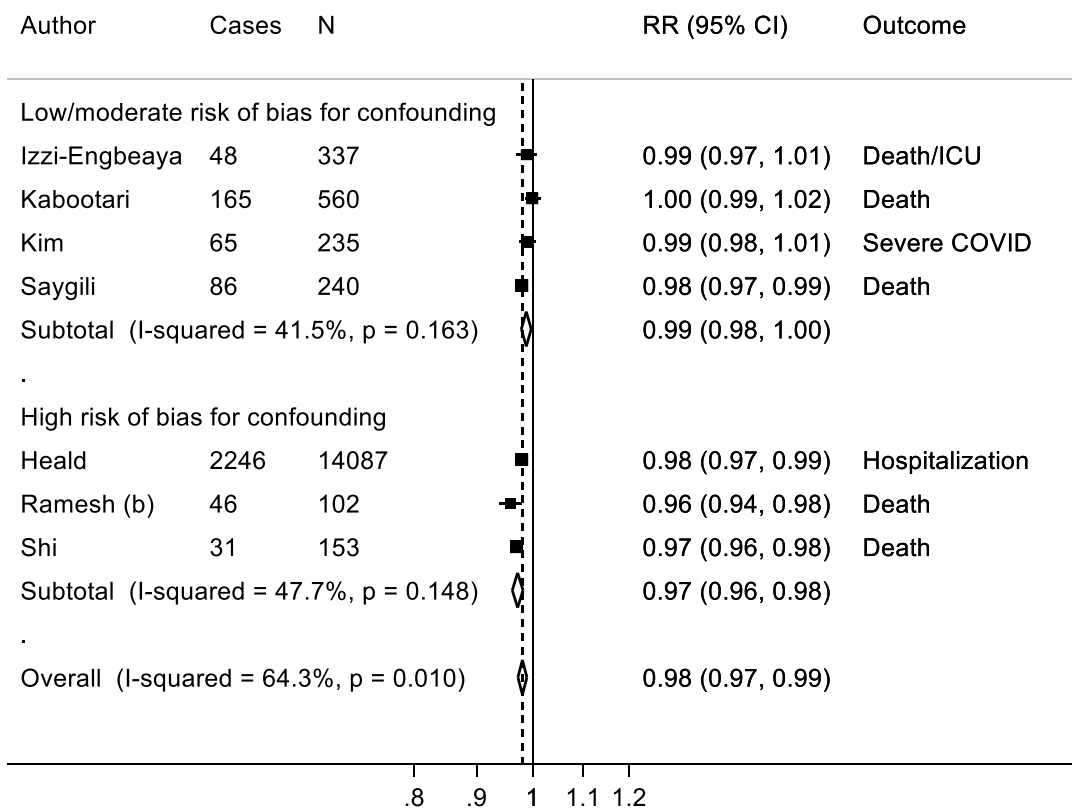 Author Cases N RR (95% CI) Outcome
Low/moderate risk of bias for confounding
Izzi-Engbeaya 48 337 0.99 (0.97, 1.01) Death/ICU
Kabootari 165 560 1.00 (0.99, 1.02) Death
Kim 65 235 0.99 (0.98, 1.01) Severe COVID
Saygili 86 240 0.98 (0.97, 0.99) Death
Subtotal (I-squared = 41.5%, p = 0.163) 0.99 (0.98, 1.00)
.
High risk of bias for confounding
Heald 2246 14087 0.98 (0.97, 0.99) Hospitalization
Ramesh (b) 46 102 0.96 (0.94, 0.98) Death
Shi 31 153 0.97 (0.96, 0.98) Death
Subtotal (I-squared = 47.7%, p = 0.148) 0.97 (0.96, 0.98)
.
Overall (I-squared = 64.3%, p = 0.010) 0.98 (0.97, 0.99)
.8 .9 1 1.1 1.2